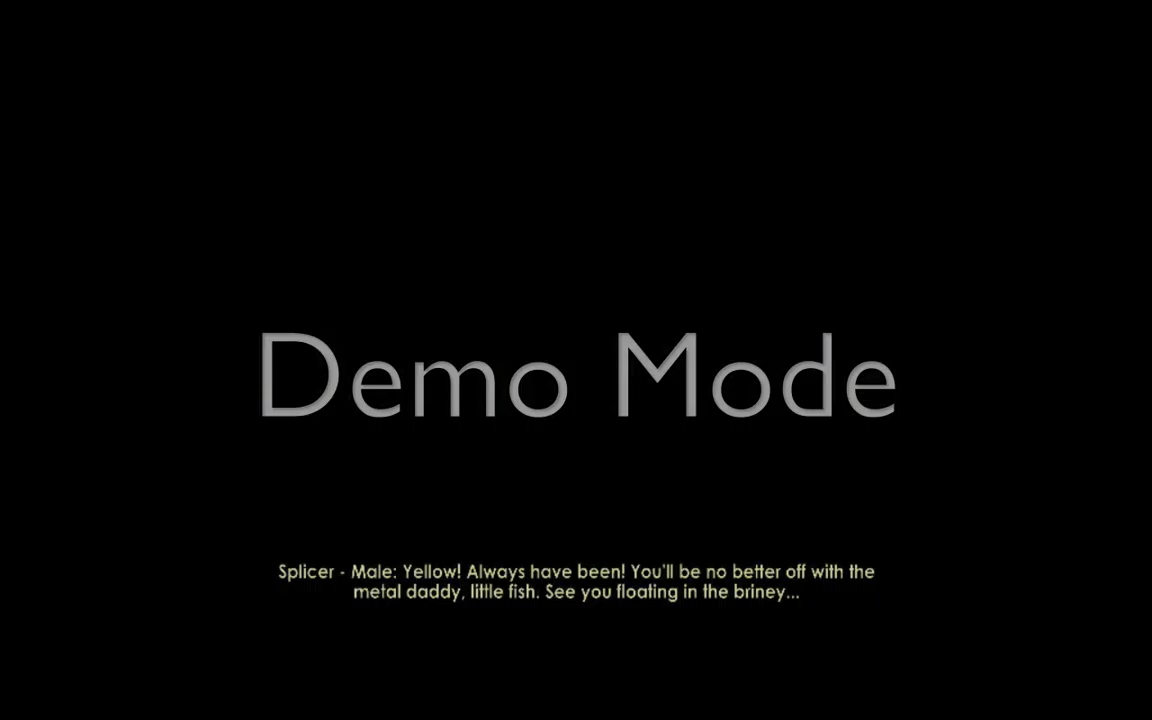 Demo Mode
Splicer - Male: Yellow! Always have been! You'll be no better off with the
metal daddy, little fish. See you floating in the briney...